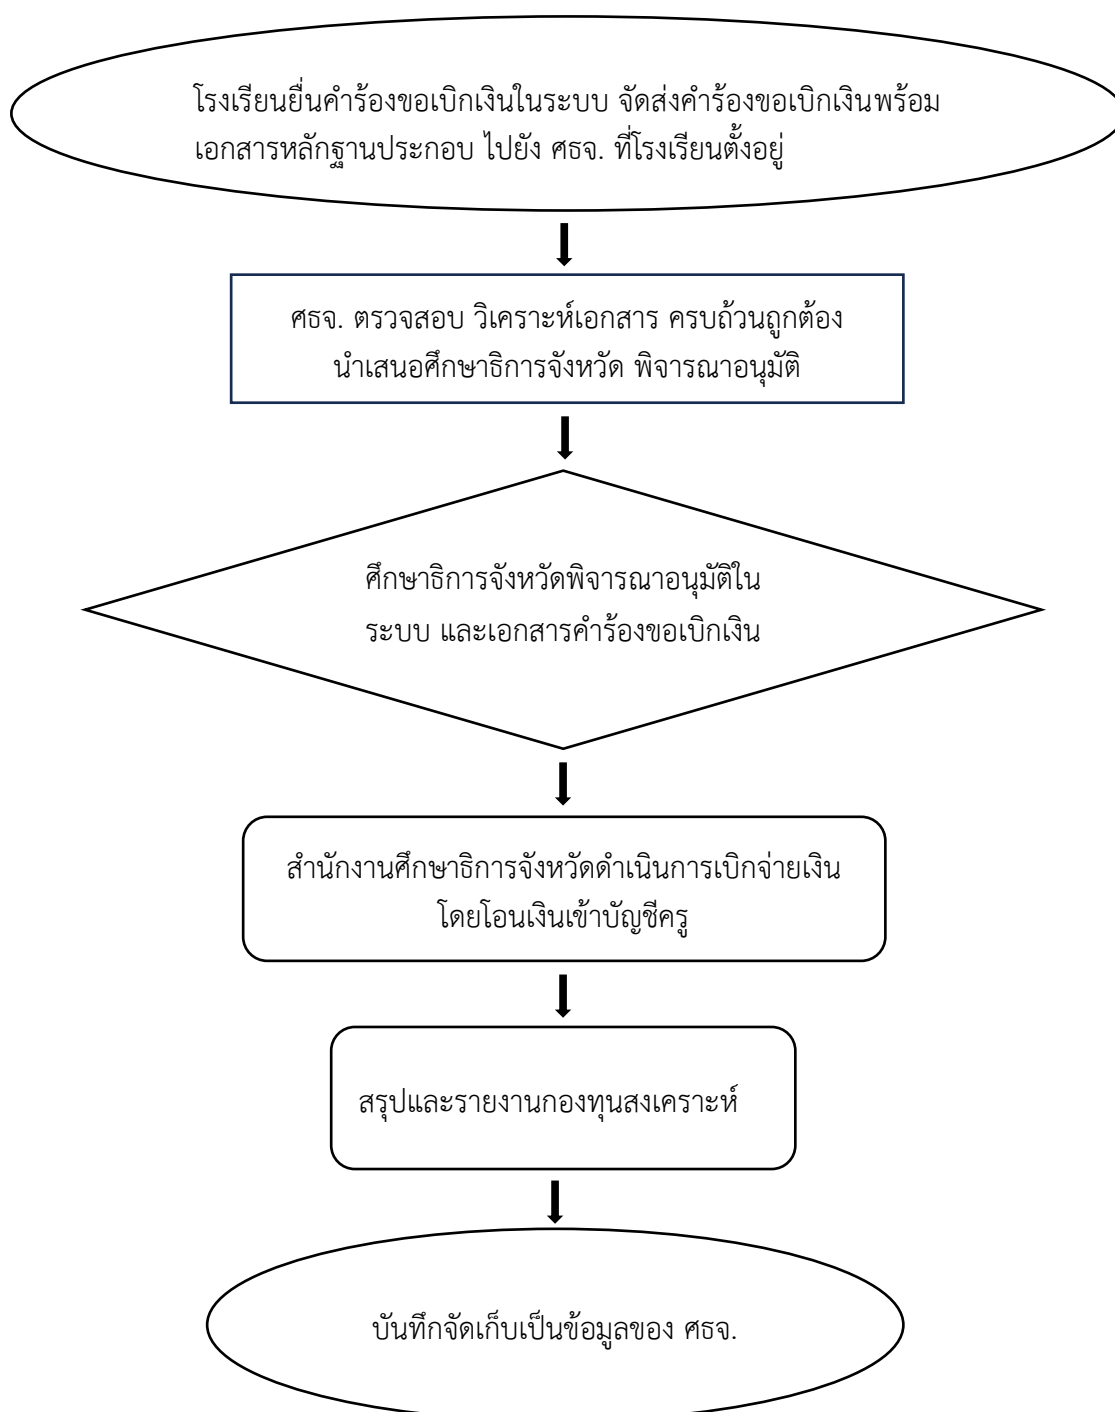 โรงเรียนยื่นคำร้องขอเบิกเงินในระบบ จัดส่งคำร้องขอเบิกเงินพร้อม
เอกสารหลักฐานประกอบ ไปยัง ศธจ. ที่โรงเรียนตั้งอยู่
ศธจ. ตรวจสอบ วิเคราะห์เอกสาร ครบถ้วนถูกต้อง
นำเสนอศึกษาธิการจังหวัด พิจารณาอนุมัติ
ศึกษาธิการจังหวัดพิจารณาอนุมัติใน
ระบบ และเอกสารคำร้องขอเบิกเงิน
สำนักงานศึกษาธิการจังหวัดดำเนินการเบิกจ่ายเงิน
โดยโอนเงินเข้าบัญชีครู
สรุปและรายงานกองทุนสงเคราะห์
บันทึกจัดเก็บเป็นข้อมูลของ ศธจ.